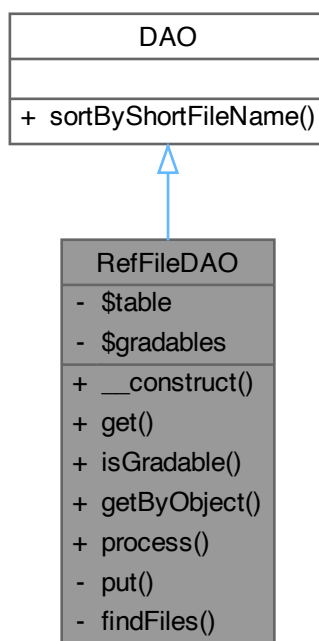 DAO
+ sortByShortFileName()
RefFileDAO
- $table
- $gradables
+ __construct()
+ get()
+ isGradable()
+ getByObject()
+ process()
- put()
- findFiles()